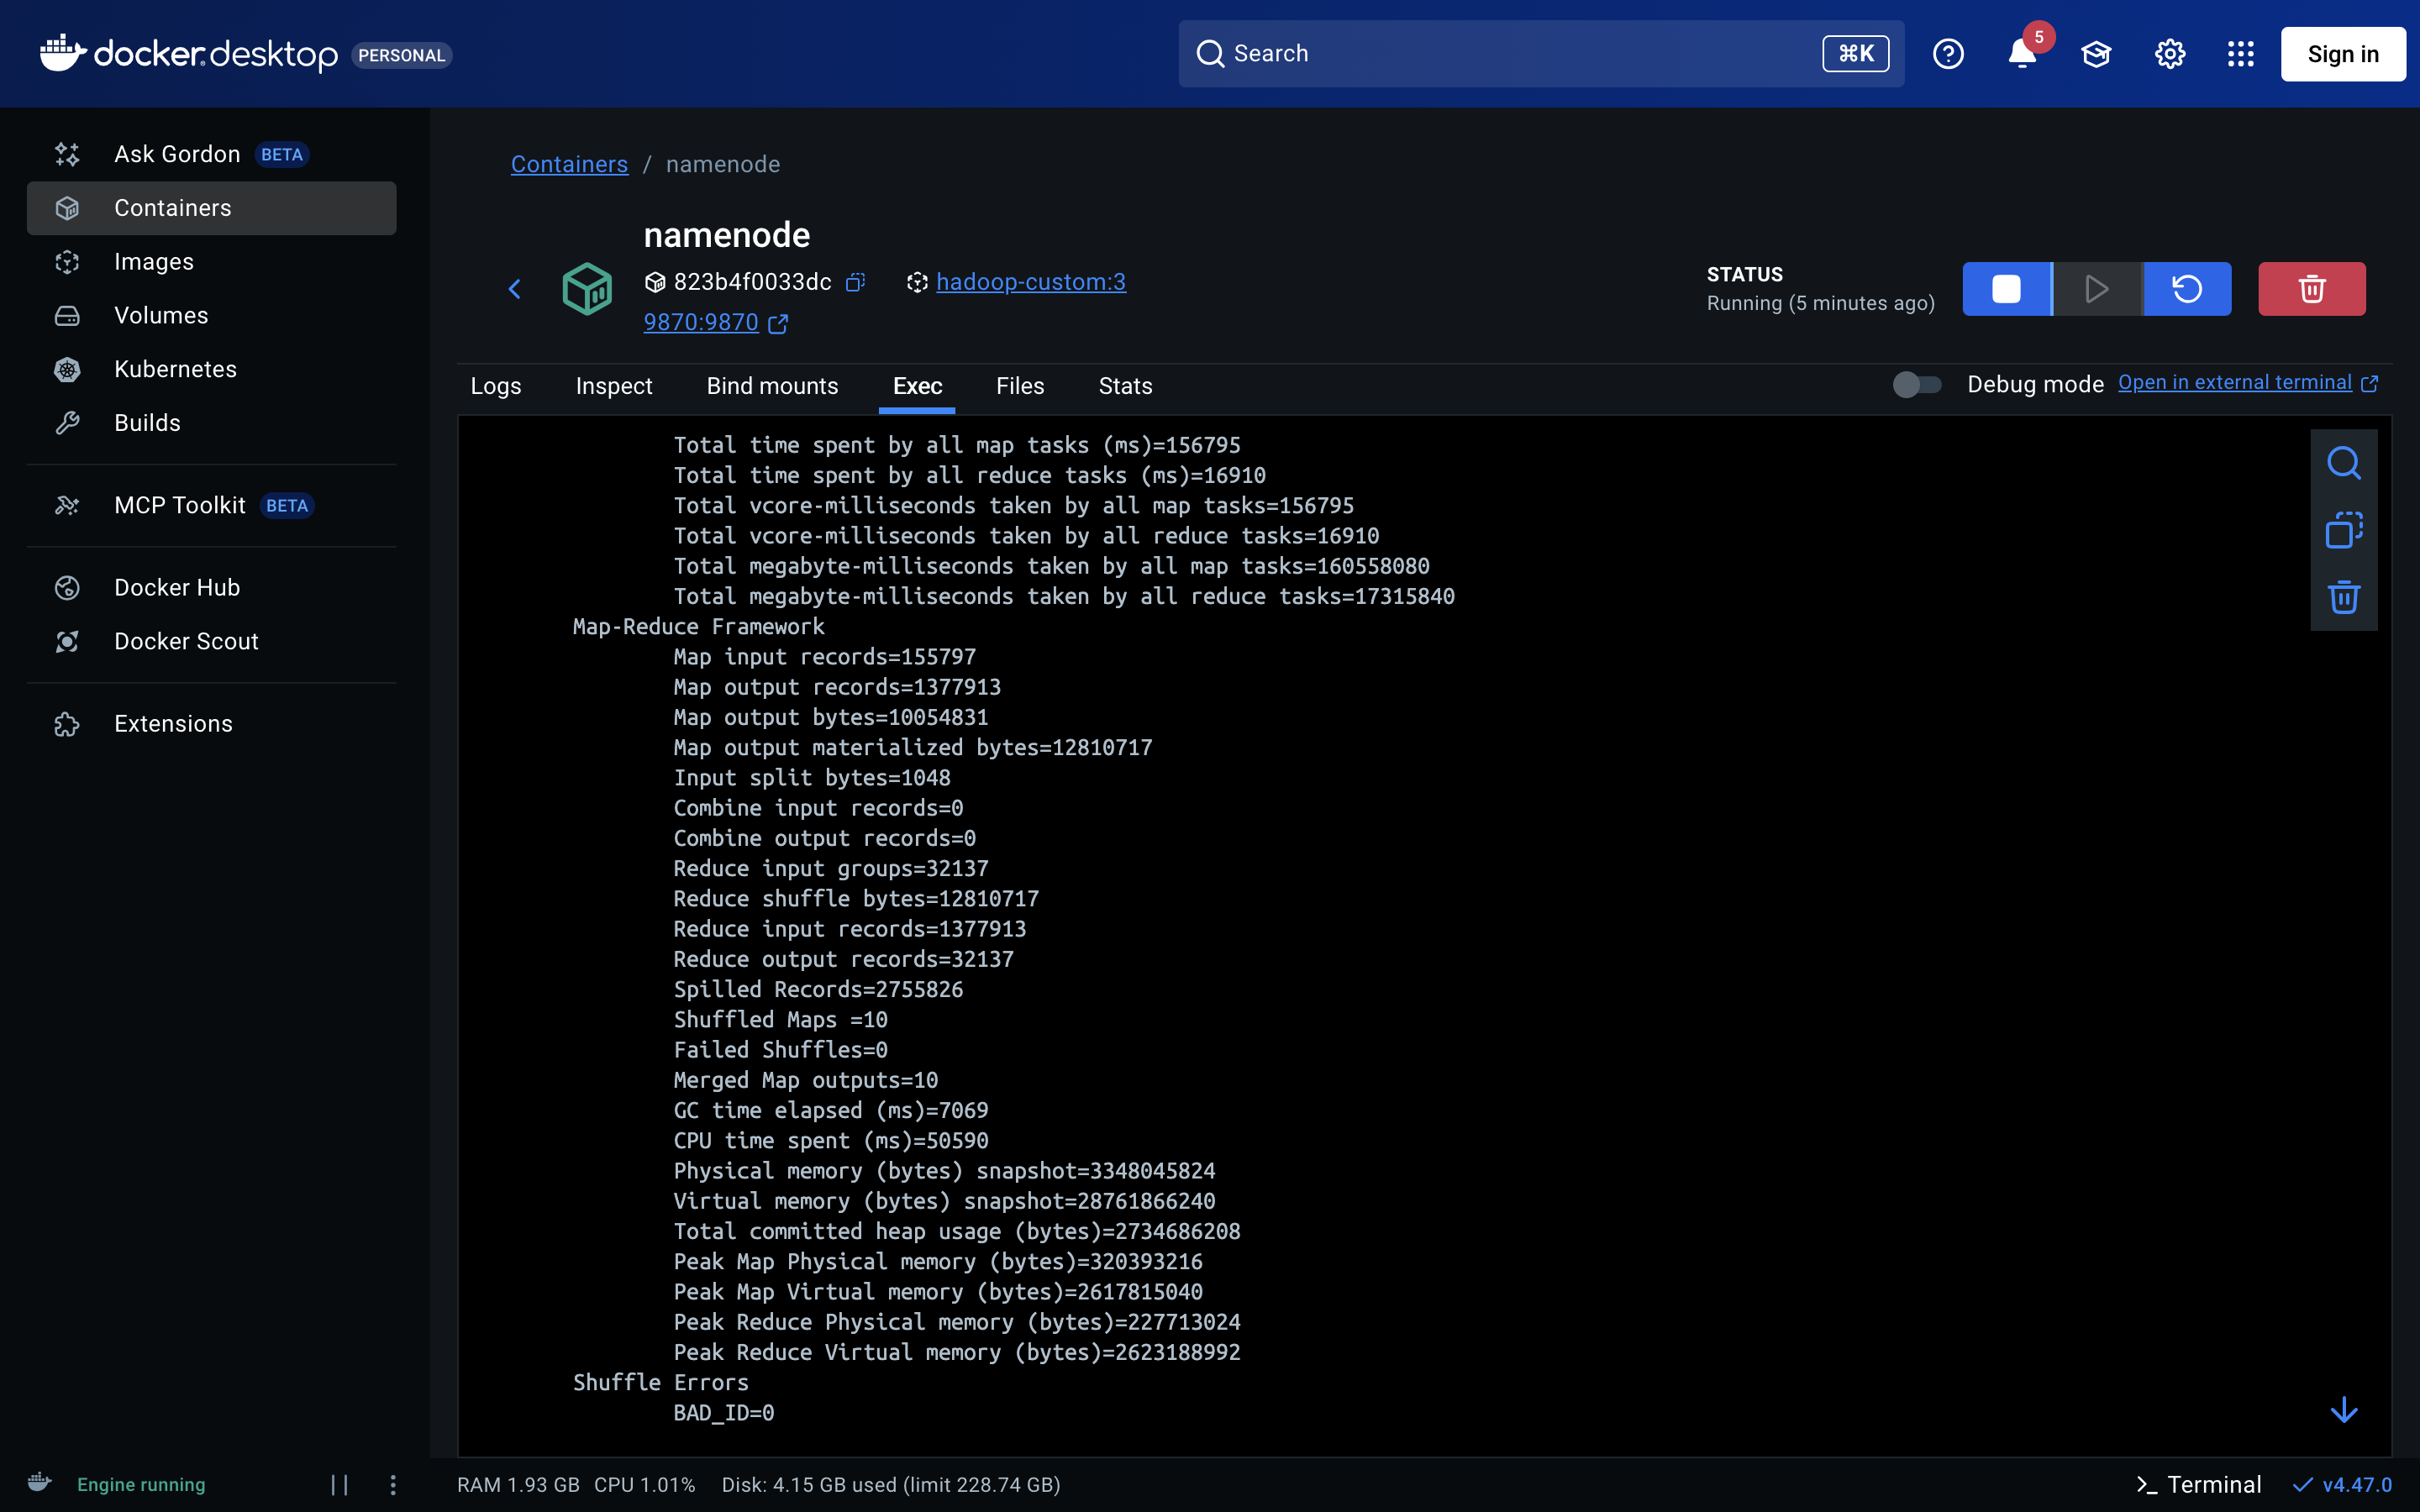 docker.desktop PERSONAL
Search
⌘K
5
Sign in
Ask Gordon BETA
Containers
Images
Volumes
Kubernetes
Builds
MCP Toolkit BETA
Docker Hub
Docker Scout
Extensions
Containers / namenode
namenode
823b4f0033dc hadoop-custom:3
9870:9870
STATUS
Running (5 minutes ago)
Logs Inspect Bind mounts Exec Files Stats
Debug mode Open in external terminal
Total time spent by all map tasks (ms)=156795
Total time spent by all reduce tasks (ms)=16910
Total vcore-milliseconds taken by all map tasks=156795
Total vcore-milliseconds taken by all reduce tasks=16910
Total megabyte-milliseconds taken by all map tasks=160558080
Total megabyte-milliseconds taken by all reduce tasks=17315840
Map-Reduce Framework
Map input records=155797
Map output records=1377913
Map output bytes=10054831
Map output materialized bytes=12810717
Input split bytes=1048
Combine input records=0
Combine output records=0
Reduce input groups=32137
Reduce shuffle bytes=12810717
Reduce input records=1377913
Reduce output records=32137
Spilled Records=2755826
Shuffled Maps =10
Failed Shuffles=0
Merged Map outputs=10
GC time elapsed (ms)=7069
CPU time spent (ms)=50590
Physical memory (bytes) snapshot=3348045824
Virtual memory (bytes) snapshot=28761866240
Total committed heap usage (bytes)=2734686208
Peak Map Physical memory (bytes)=320393216
Peak Map Virtual memory (bytes)=2617815040
Peak Reduce Physical memory (bytes)=227713024
Peak Reduce Virtual memory (bytes)=2623188992
Shuffle Errors
BAD_ID=0
Engine running
RAM 1.93 GB CPU 1.01% Disk: 4.15 GB used (limit 228.74 GB)
Terminal
v4.47.0